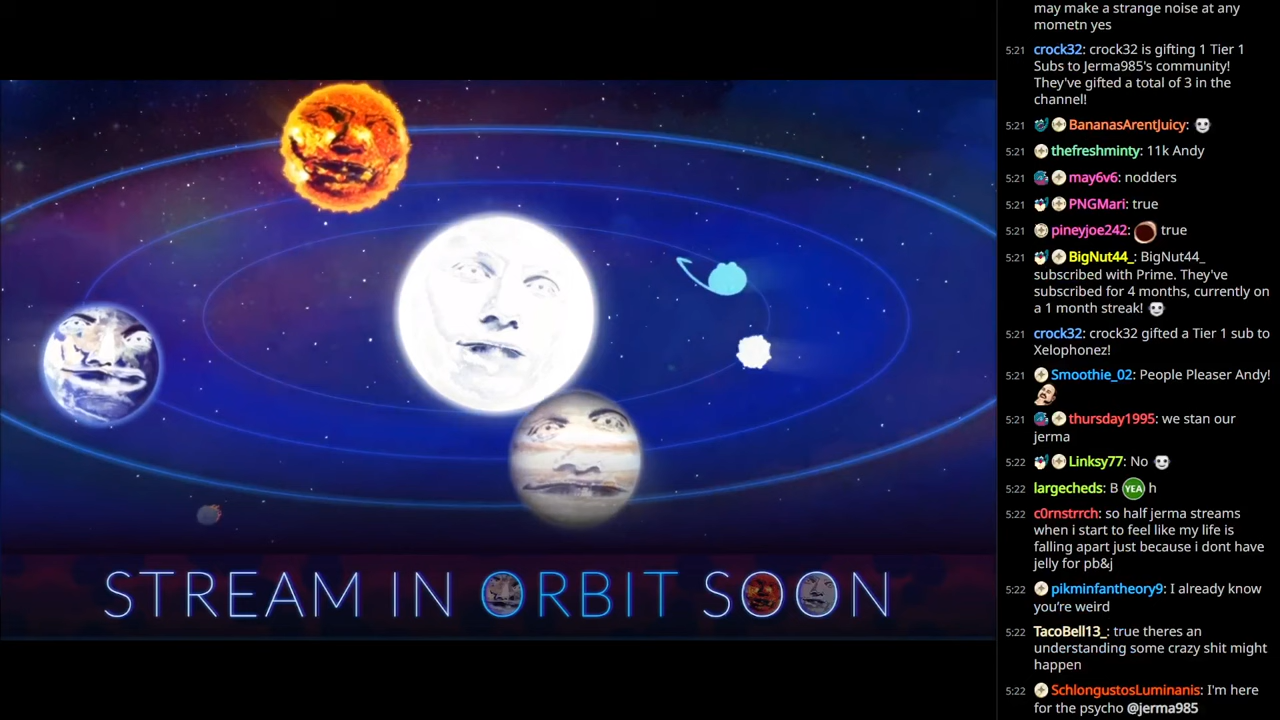 STREAM IN ORBIT SOON
may make a strange noise at any
mometn yes
5:21 crock32: crock32 is gifting 1 Tier 1
Subs to Jerma985's community!
They've gifted a total of 3 in the
channel!
5:21 BananasArentJuicy:
5:21 thefreshminty: 11k Andy
5:21 may6v6: nodders
5:21 PNGMari: true
5:21 pineyjoe242: true
5:21 BigNut44_: BigNut44_
subscribed with Prime. They've
subscribed for 4 months, currently on
a 1 month streak!
5:21 crock32: crock32 gifted a Tier 1 sub to
Xelophonez!
5:21 Smoothie_02: People Pleaser Andy!
5:21 thursday1995: we stan our
jerma
5:22 Linksy77: No
5:22 largecheds: B YEA h
5:22 c0rnstrrch: so half jerma streams
when i start to feel like my life is
falling apart just because i dont have
jelly for pb&j
5:22 pikminfantheory9: I already know
you're weird
5:22 TacoBell13_: true theres an
understanding some crazy shit might
happen
5:22 SchlongustosLuminanis: I'm here
for the psycho @jerma985